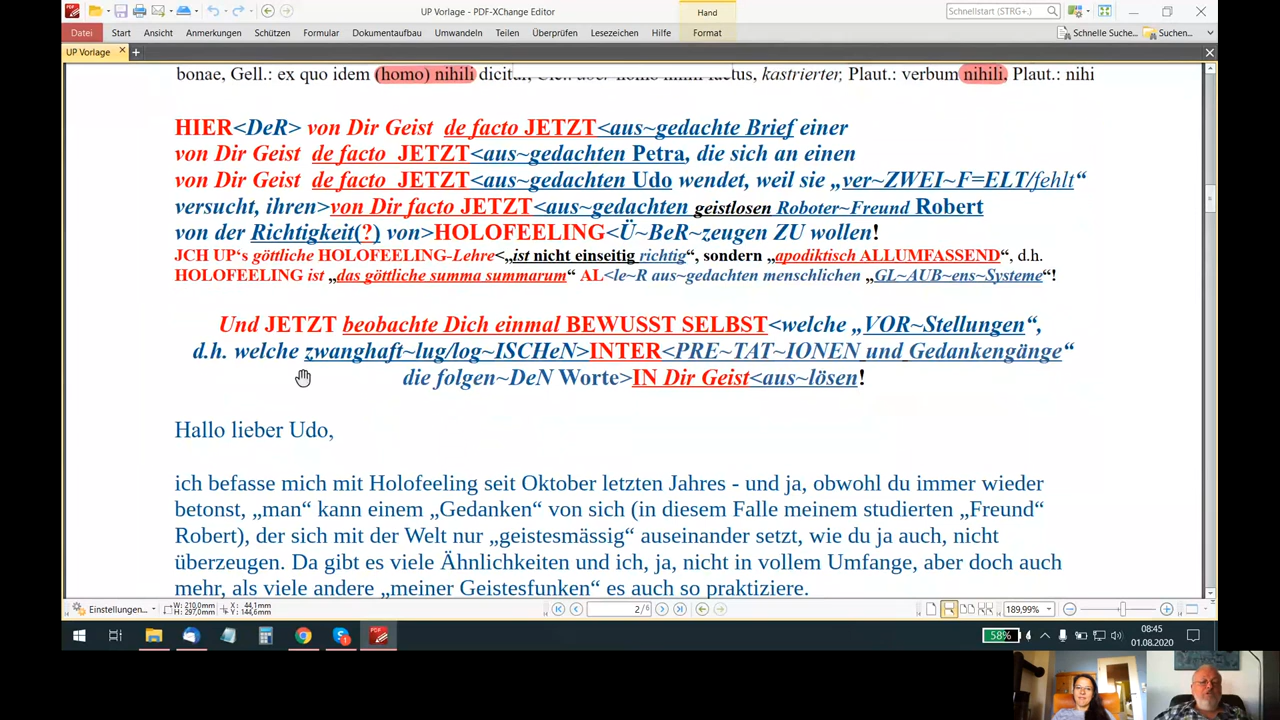 UP Vorlage - PDF-XChange Editor
Hand
Schnellstart (STRG+.)
Datei Start Ansicht Anmerkungen Schützen Formular Dokumentaufbau Umwandeln Teilen Überprüfen Lesezeichen Hilfe Format Schnelle Suche... Suchen...
UP Vorlage
bonae, Gell.: ex quo idem (homo) nihili
kastrierter, Plaut.: verbum nihili, Plaut.: nihi
HIER<DeR> von Dir Geist de facto JETZT<aus~gedachte Brief einer
von Dir Geist de facto JETZT<aus~gedachten Petra, die sich an einen
von Dir Geist de facto JETZT<aus~gedachten Udo wendet, weil sie „ver~ZWEI~F=ELT/fehlt“
versucht, ihren>von Dir facto JETZT<aus~gedachten geistlosen Roboter~Freund Robert
von der Richtigkeit(?) von>HOLOFEELING<Ü~BeR~zeugen ZU wollen!
JCH UP‘s göttliche HOLOFEELING-Lehre<„ist nicht einseitig richtig“, sondern „apodiktisch ALLUMFASSEND“, d.h.
HOLOFEELING ist „das göttliche summa summarum“ AL<le~R aus~gedachten menschlichen „GL~AUB~ens~Systeme“!
Und JETZT beobachte Dich einmal BEWUSST SELBST<welche „VOR~Stellungen“,
d.h. welche zwanghaft~lug/log~ISCHeN>INTER<PRE~TAT~IONEN und Gedankengänge“
die folgen~DeN Worte>IN Dir Geist<aus~lösen!
Hallo lieber Udo,
ich befasse mich mit Holofeeling seit Oktober letzten Jahres - und ja, obwohl du immer wieder
betonst, „man“ kann einem „Gedanken“ von sich (in diesem Falle meinem studierten „Freund“
Robert), der sich mit der Welt nur „geistesmässig“ auseinander setzt, wie du ja auch, nicht
überzeugen. Da gibt es viele Ähnlichkeiten und ich, ja, nicht in vollem Umfange, aber doch auch
mehr, als viele andere „meiner Geistesfunken“ es auch so praktiziere.
Einstellungen... W: 210,0mm X: 44,1mm 2/6 189,99%
H: 297,0mm Y: 144,6mm
58% 08:45
01.08.2020